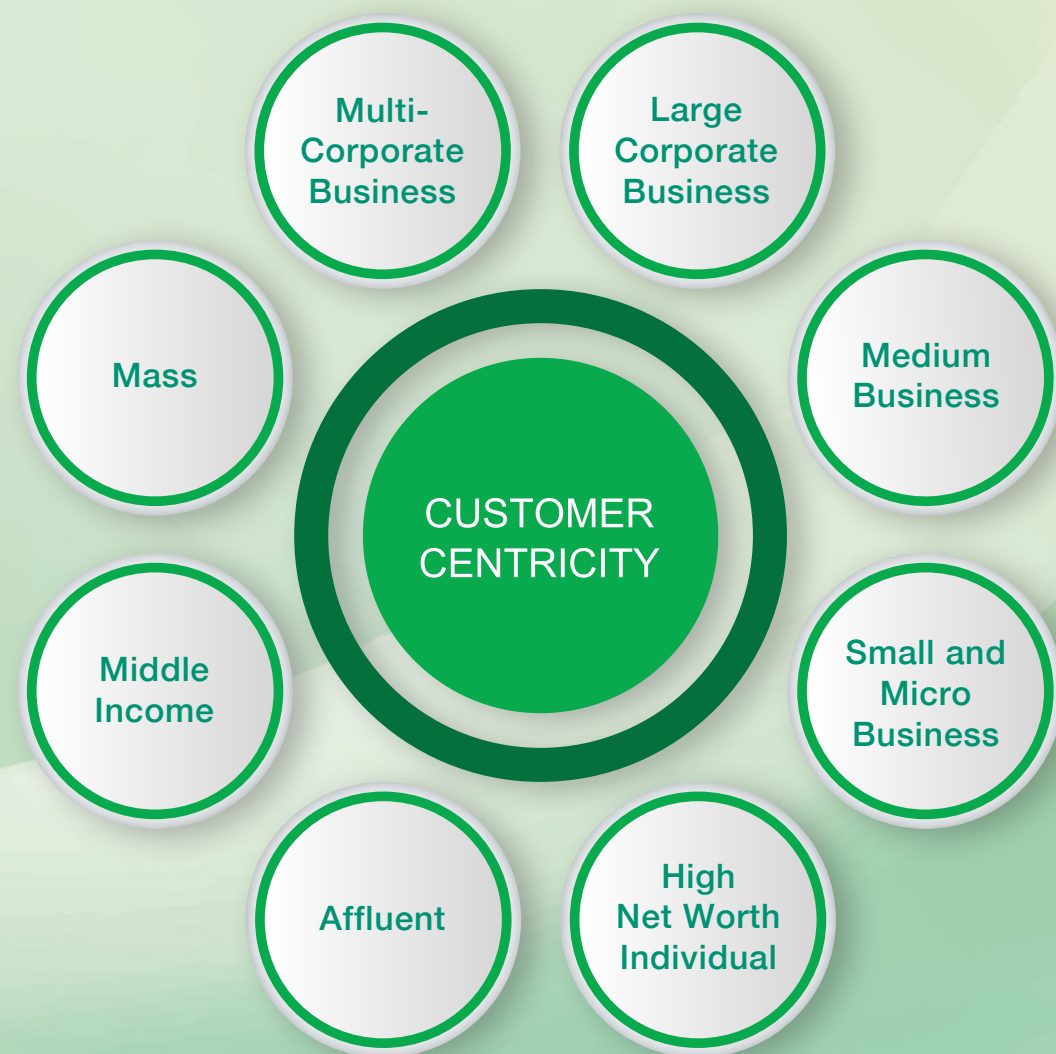 Multi-
Corporate
Business
Large
Corporate
Business
Mass
Medium
Business
CUSTOMER
CENTRICITY
Middle
Income
Small and
Micro
Business
Affluent
High
Net Worth
Individual